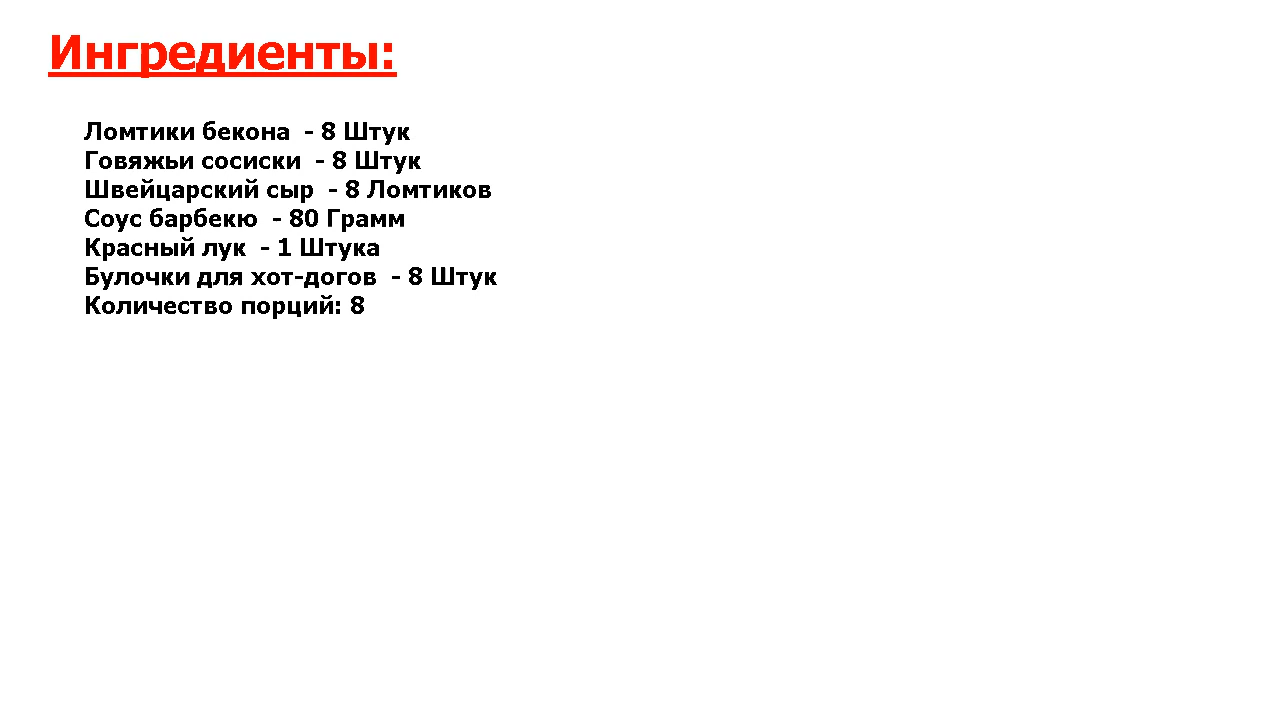 Ингредиенты:
Ломтики бекона  - 8 Штук
Говяжьи сосиски  - 8 Штук
Швейцарский сыр  - 8 Ломтиков
Соус барбекю  - 80 Грамм
Красный лук  - 1 Штука
Булочки для хот-догов  - 8 Штук
Количество порций: 8